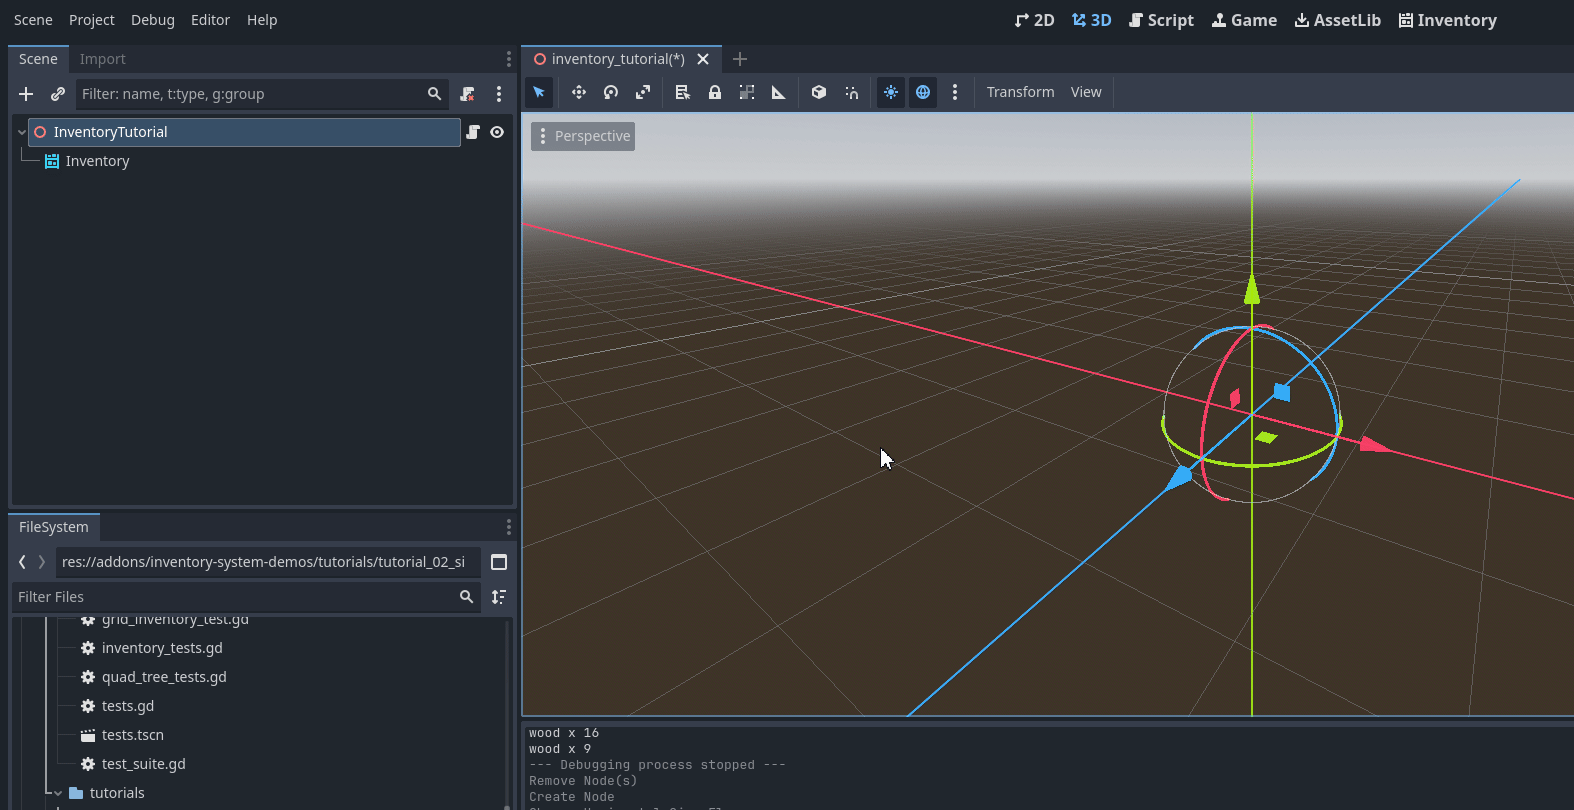 Scene Project Debug Editor Help
2D 3D Script Game AssetLib Inventory
Scene Import
Filter: name, t:type, g:group
InventoryTutorial
Inventory
inventory_tutorial(*)
Transform View
Perspective
FileSystem
res://addons/inventory-system-demos/tutorials/tutorial_02_si
Filter Files
grid_inventory_test.gd
inventory_tests.gd
quad_tree_tests.gd
tests.gd
tests.tscn
test_suite.gd
tutorials
wood x 16
wood x 9
--- Debugging process stopped ---
Remove Node(s)
Create Node